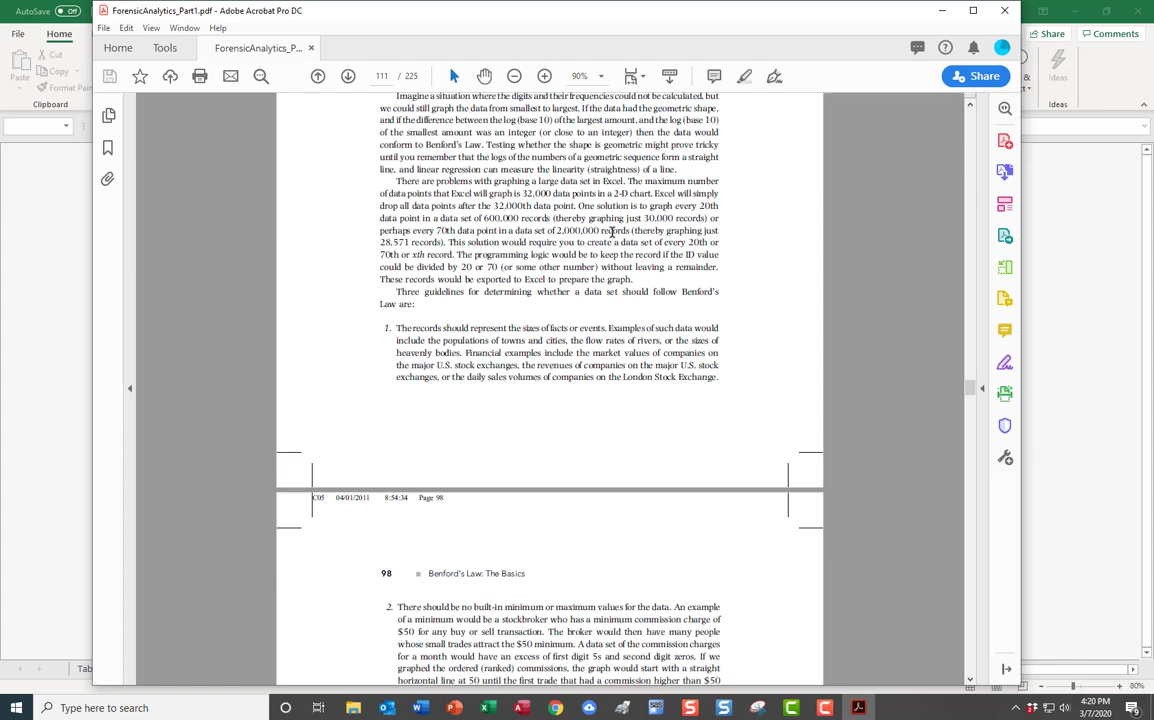 AutoSave Off
ForensicAnalytics_Part1.pdf - Adobe Acrobat Pro DC
File Home
File Edit View Window Help
Home Tools ForensicAnalytics_P... ×
Share Comments
Cut
Copy
Paste
Format Pain
Clipboard
111 / 225
90%
Share
Ideas
Ideas
Imagine a situation where the digits and their frequencies could not be calculated, but
we could still graph the data from smallest to largest. If the data had the geometric shape,
and if the difference between the log (base 10) of the largest amount, and the log (base 10)
of the smallest amount was an integer (or close to an integer) then the data would
conform to Benford's Law. Testing whether the shape is geometric might prove tricky
until you remember that the logs of the numbers of a geometric sequence form a straight
line, and linear regression can measure the linearity (straightness) of a line.
There are problems with graphing a large data set in Excel. The maximum number
of data points that Excel will graph is 32,000 data points in a 2-D chart. Excel will simply
drop all data points after the 32,000th data point. One solution is to graph every 20th
data point in a data set of 600,000 records (thereby graphing just 30,000 records) or
perhaps every 70th data point in a data set of 2,000,000 records (thereby graphing just
28,571 records). This solution would require you to create a data set of every 20th or
70th or xth record. The programming logic would be to keep the record if the ID value
could be divided by 20 or 70 (or some other number) without leaving a remainder.
These records would be exported to Excel to prepare the graph.
Three guidelines for determining whether a data set should follow Benford's
Law are:
1. The records should represent the sizes of facts or events. Examples of such data would
include the populations of towns and cities, the flow rates of rivers, or the sizes of
heavenly bodies. Financial examples include the market values of companies on
the major U.S. stock exchanges, the revenues of companies on the major U.S. stock
exchanges, or the daily sales volumes of companies on the London Stock Exchange.
C05 04/01/2011 8:54:34 Page 98
98 Benford's Law: The Basics
2. There should be no built-in minimum or maximum values for the data. An example
of a minimum would be a stockbroker who has a minimum commission charge of
$50 for any buy or sell transaction. The broker would then have many people
whose small trades attract the $50 minimum. A data set of the commission charges
for a month would have an excess of first digit 5s and second digit zeros. If we
graphed the ordered (ranked) commissions, the graph would start with a straight
horizontal line at 50 until the first trade that had a commission higher than $50
Tab
80%
Type here to search
4:20 PM
3/7/2020
9